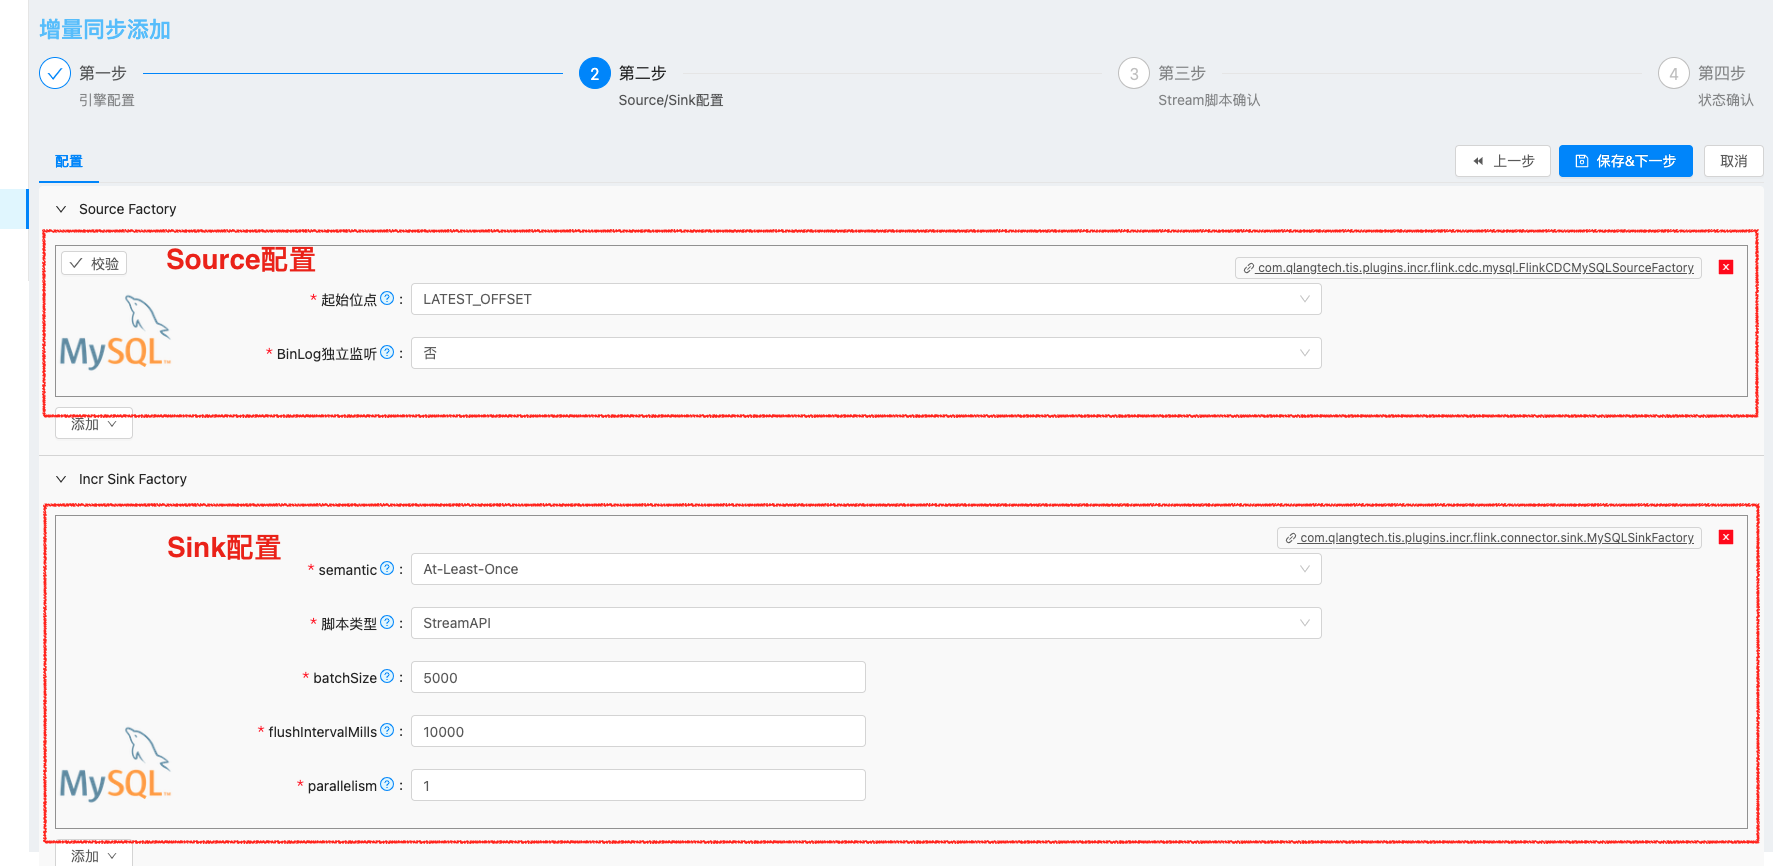 增量同步添加
第一步
引擎配置
2 第二步
Source/Sink配置
3 第三步
Stream脚本确认
4 第四步
状态确认
配置
上一步
保存&下一步
取消
Source Factory
校验
Source配置
com.qlangtech.tis.plugins.incr.flink.cdc.mysql.FlinkCDCMySQLSourceFactory
* 起始位点 ? : LATEST_OFFSET
MySQL™
* BinLog独立监听 ? : 否
添加
Incr Sink Factory
Sink配置
com.qlangtech.tis.plugins.incr.flink.connector.sink.MySQLSinkFactory
* semantic ? : At-Least-Once
* 脚本类型 ? : StreamAPI
* batchSize ? : 5000
* flushIntervalMills ? : 10000
MySQL™
* parallelism ? : 1
添加